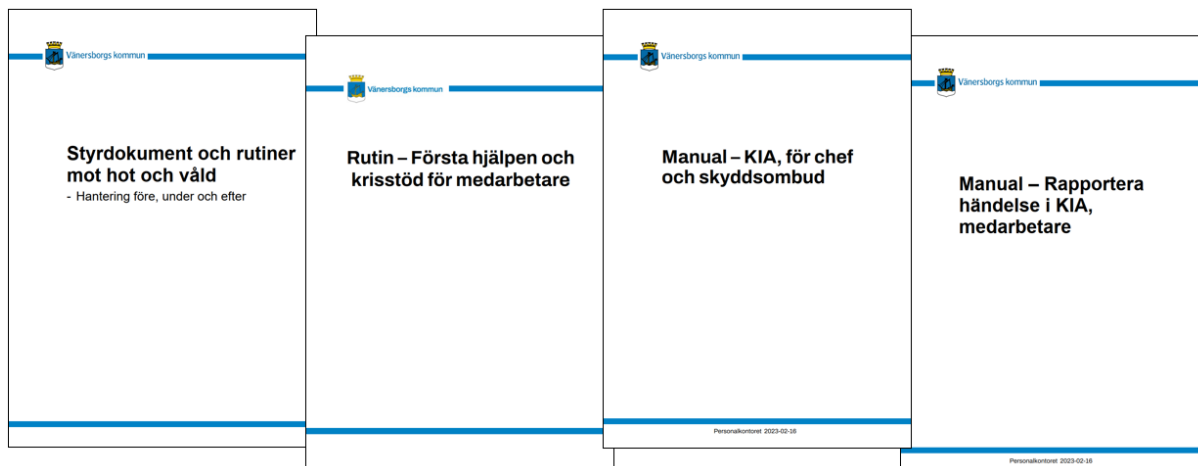 Vänersborgs kommun
Styrdokument och rutiner
mot hot och våld
- Hantering före, under och efter
Vänersborgs kommun
Rutin – Första hjälpen och
krisstöd för medarbetare
Vänersborgs kommun
Manual – KIA, för chef
och skyddsombud
Personalkontoret 2023-02-16
Vänersborgs kommun
Manual – Rapportera
händelse i KIA,
medarbetare
Personalkontoret 2023-02-16